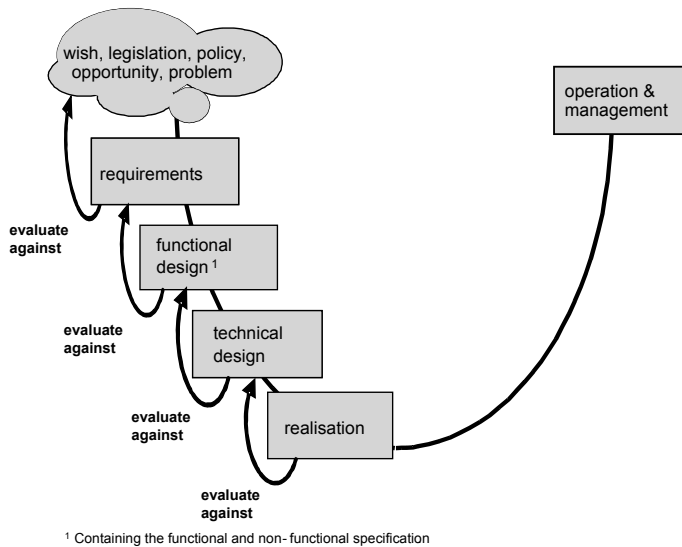 wish, legislation, policy,
opportunity, problem
operation &
management
requirements
evaluate
against
functional
design 1
evaluate
against
technical
design
evaluate
against
realisation
evaluate
against
1 Containing the functional and non- functional specification